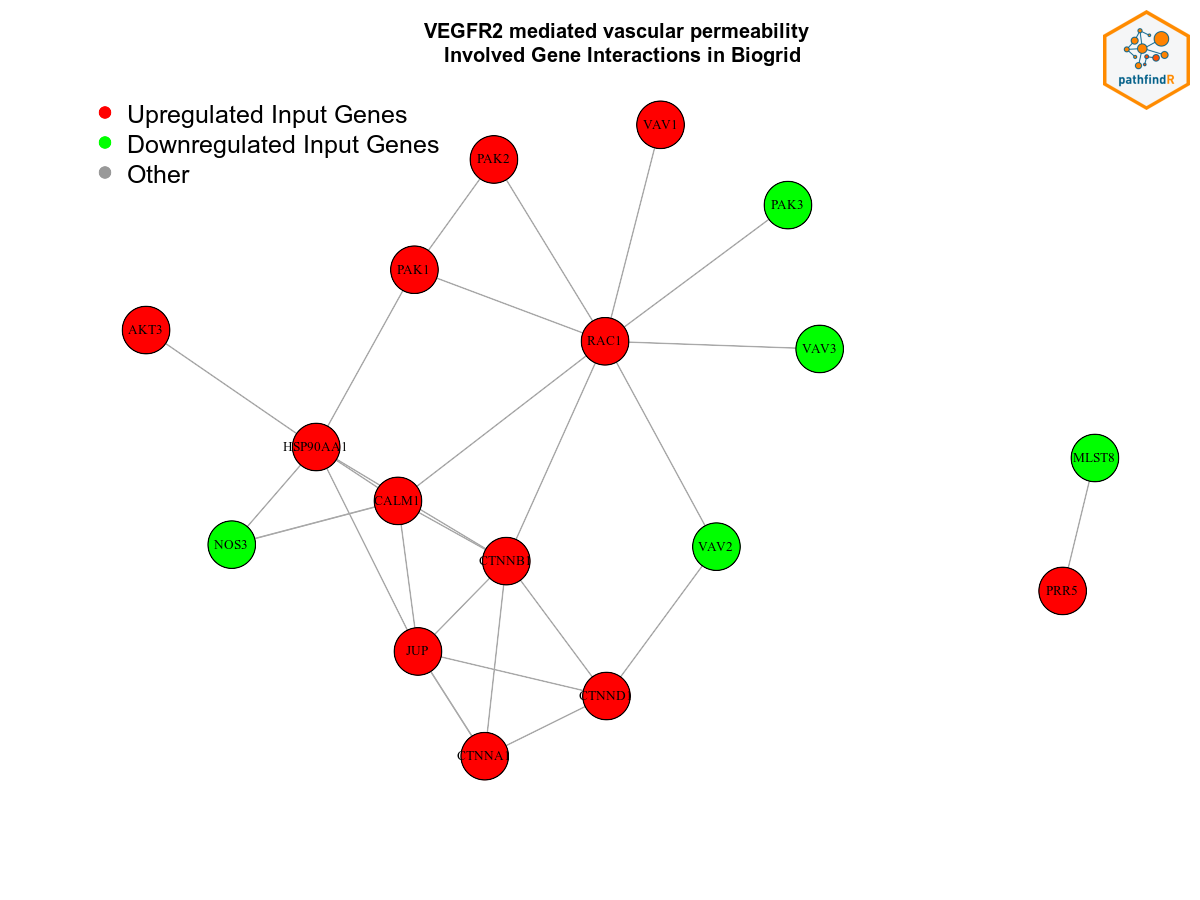 VEGFR2 mediated vascular permeability
Involved Gene Interactions in Biogrid
pathfindR
Upregulated Input Genes
Downregulated Input Genes
Other
VAV1
PAK2
PAK3
PAK1
AKT3
RAC1
VAV3
HSP90AA1
MLST8
CALM1
NOS3
VAV2
CTNNB1
PRR5
JUP
CTNND1
CTNNA1